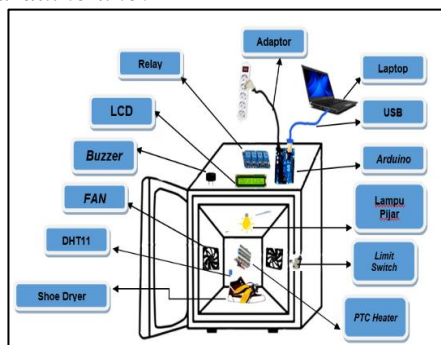 Adaptor
Relay
Laptop
LCD
USB
Buzzer
Arduino
FAN
Lampu
Pijar
DHT11
Limit
Switch
Shoe Dryer
PTC Heater